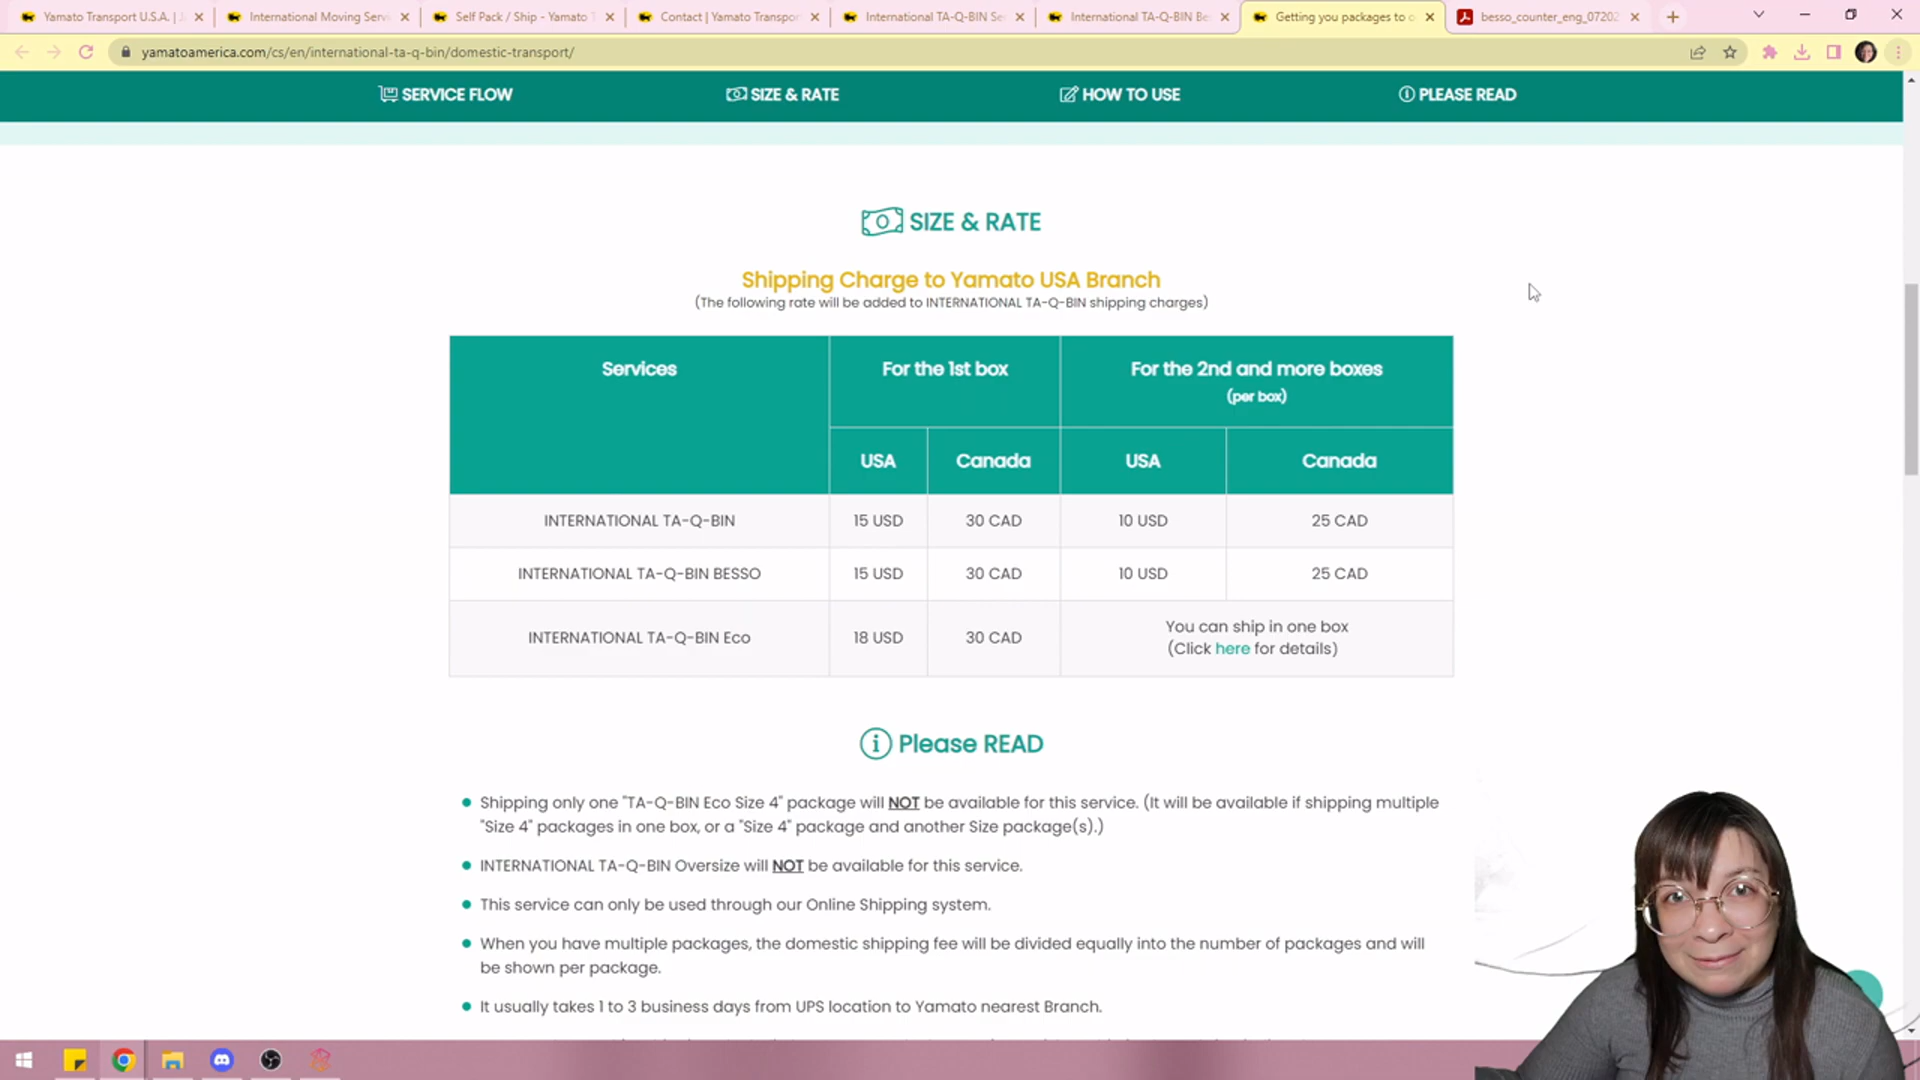 Yamato Transport U.S.A. | J
International Moving Servi
Self Pack / Ship - Yamato T
Contact | Yamato Transpor
International TA-Q-BIN Se
International TA-Q-BIN Be
Getting you packages to o
besso_counter_eng_07202
yamatoamerica.com/cs/en/international-ta-q-bin/domestic-transport/
SERVICE FLOW
SIZE & RATE
HOW TO USE
PLEASE READ
SIZE & RATE
Shipping Charge to Yamato USA Branch
(The following rate will be added to INTERNATIONAL TA-Q-BIN shipping charges)
Services
For the 1st box
For the 2nd and more boxes
(per box)
USA
Canada
USA
Canada
INTERNATIONAL TA-Q-BIN
15 USD
30 CAD
10 USD
25 CAD
INTERNATIONAL TA-Q-BIN BESSO
15 USD
30 CAD
10 USD
25 CAD
INTERNATIONAL TA-Q-BIN Eco
18 USD
30 CAD
You can ship in one box
(Click here for details)
Please READ
Shipping only one "TA-Q-BIN Eco Size 4" package will NOT be available for this service. (It will be available if shipping multiple
"Size 4" packages in one box, or a "Size 4" package and another Size package(s).)
INTERNATIONAL TA-Q-BIN Oversize will NOT be available for this service.
This service can only be used through our Online Shipping system.
When you have multiple packages, the domestic shipping fee will be divided equally into the number of packages and will
be shown per package.
It usually takes 1 to 3 business days from UPS location to Yamato nearest Branch.